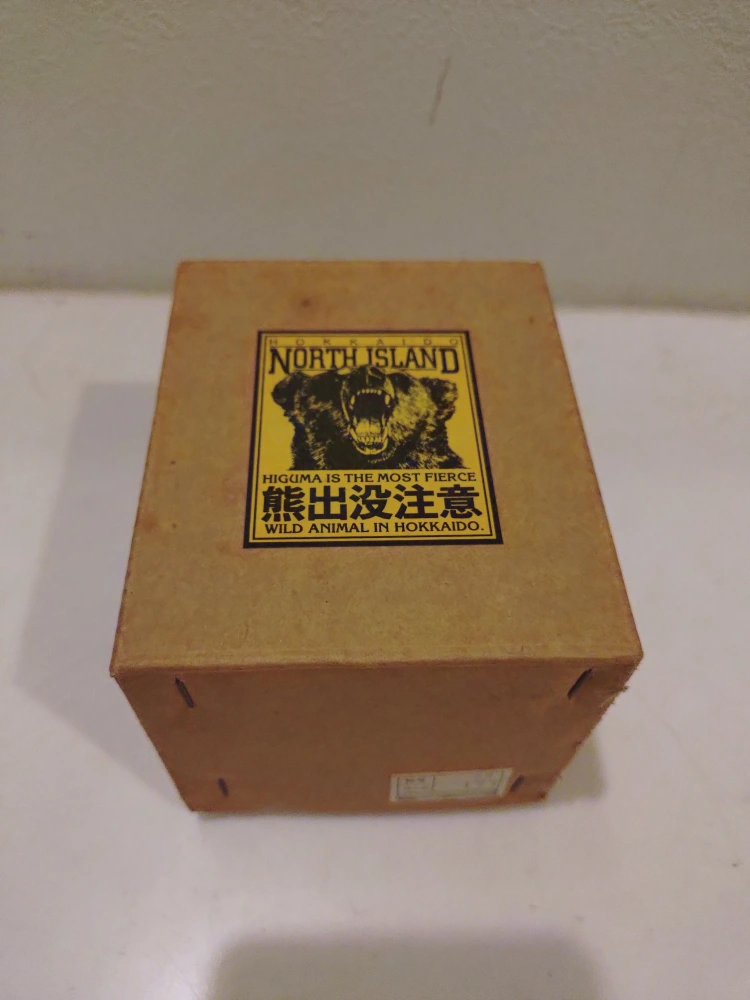 HOKKAIDO
NORTH ISLAND
HIGUMA IS THE MOST FIERCE
熊出没注意
WILD ANIMAL IN HOKKAIDO.